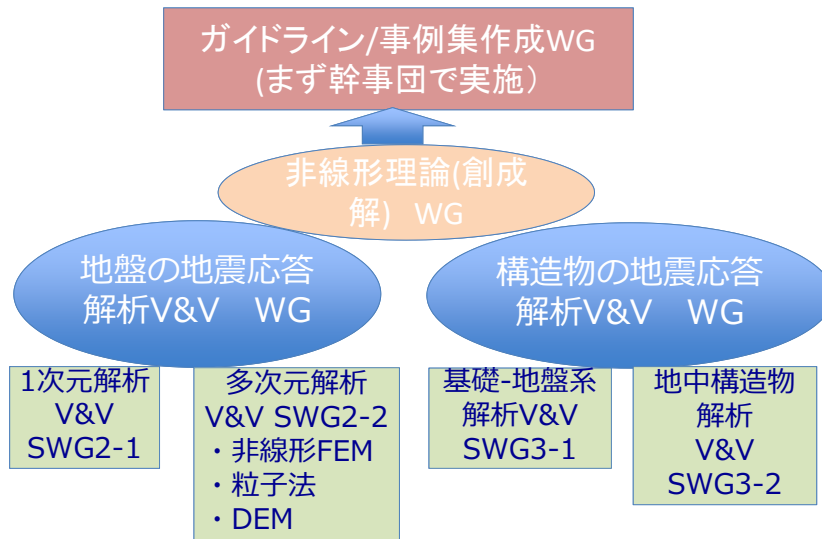 ガイドライン/事例集作成WG
(まず幹事団で実施）
非線形理論(創成
解)　WG
地盤の地震応答
解析V&V　WG
構造物の地震応答
解析V&V　WG
1次元解析
V&V
SWG2-1
多次元解析
V&V SWG2-2
・非線形FEM
・粒子法
・DEM
基礎-地盤系
解析V&V
SWG3-1
地中構造物
解析
V&V
SWG3-2